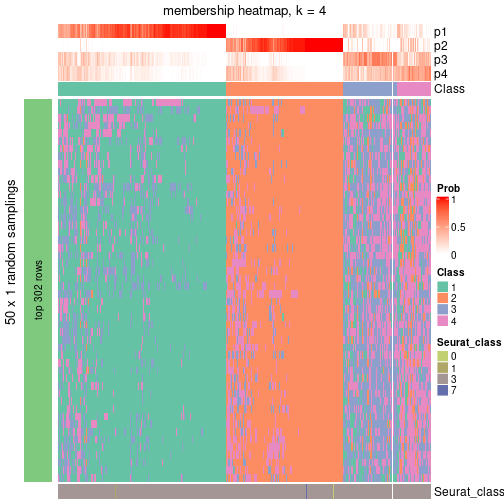 membership heatmap, k = 4
p1
p2
p3
p4
Class
50 x 1 random samplings
top 302 rows
Prob
1
0.5
0
Class
1
2
3
4
Seurat_class
0
1
3
7
Seurat_class